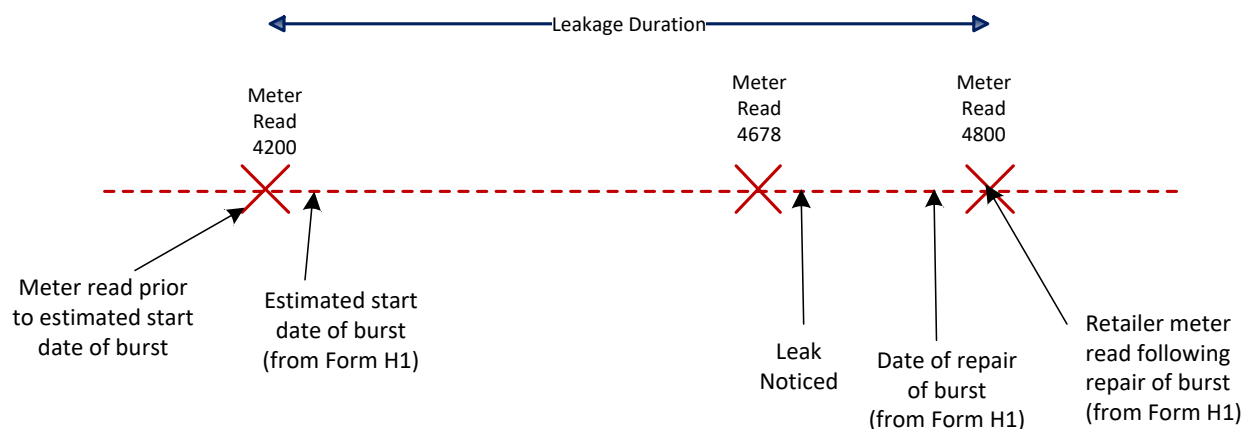 Leakage Duration
Meter
Read
4200
Meter
Read
4678
Meter
Read
4800
Meter read prior
to estimated start
date of burst
Estimated start
date of burst
(from Form H1)
Leak
Noticed
Date of repair
of burst
(from Form H1)
Retailer meter
read following
repair of burst
(from Form H1)